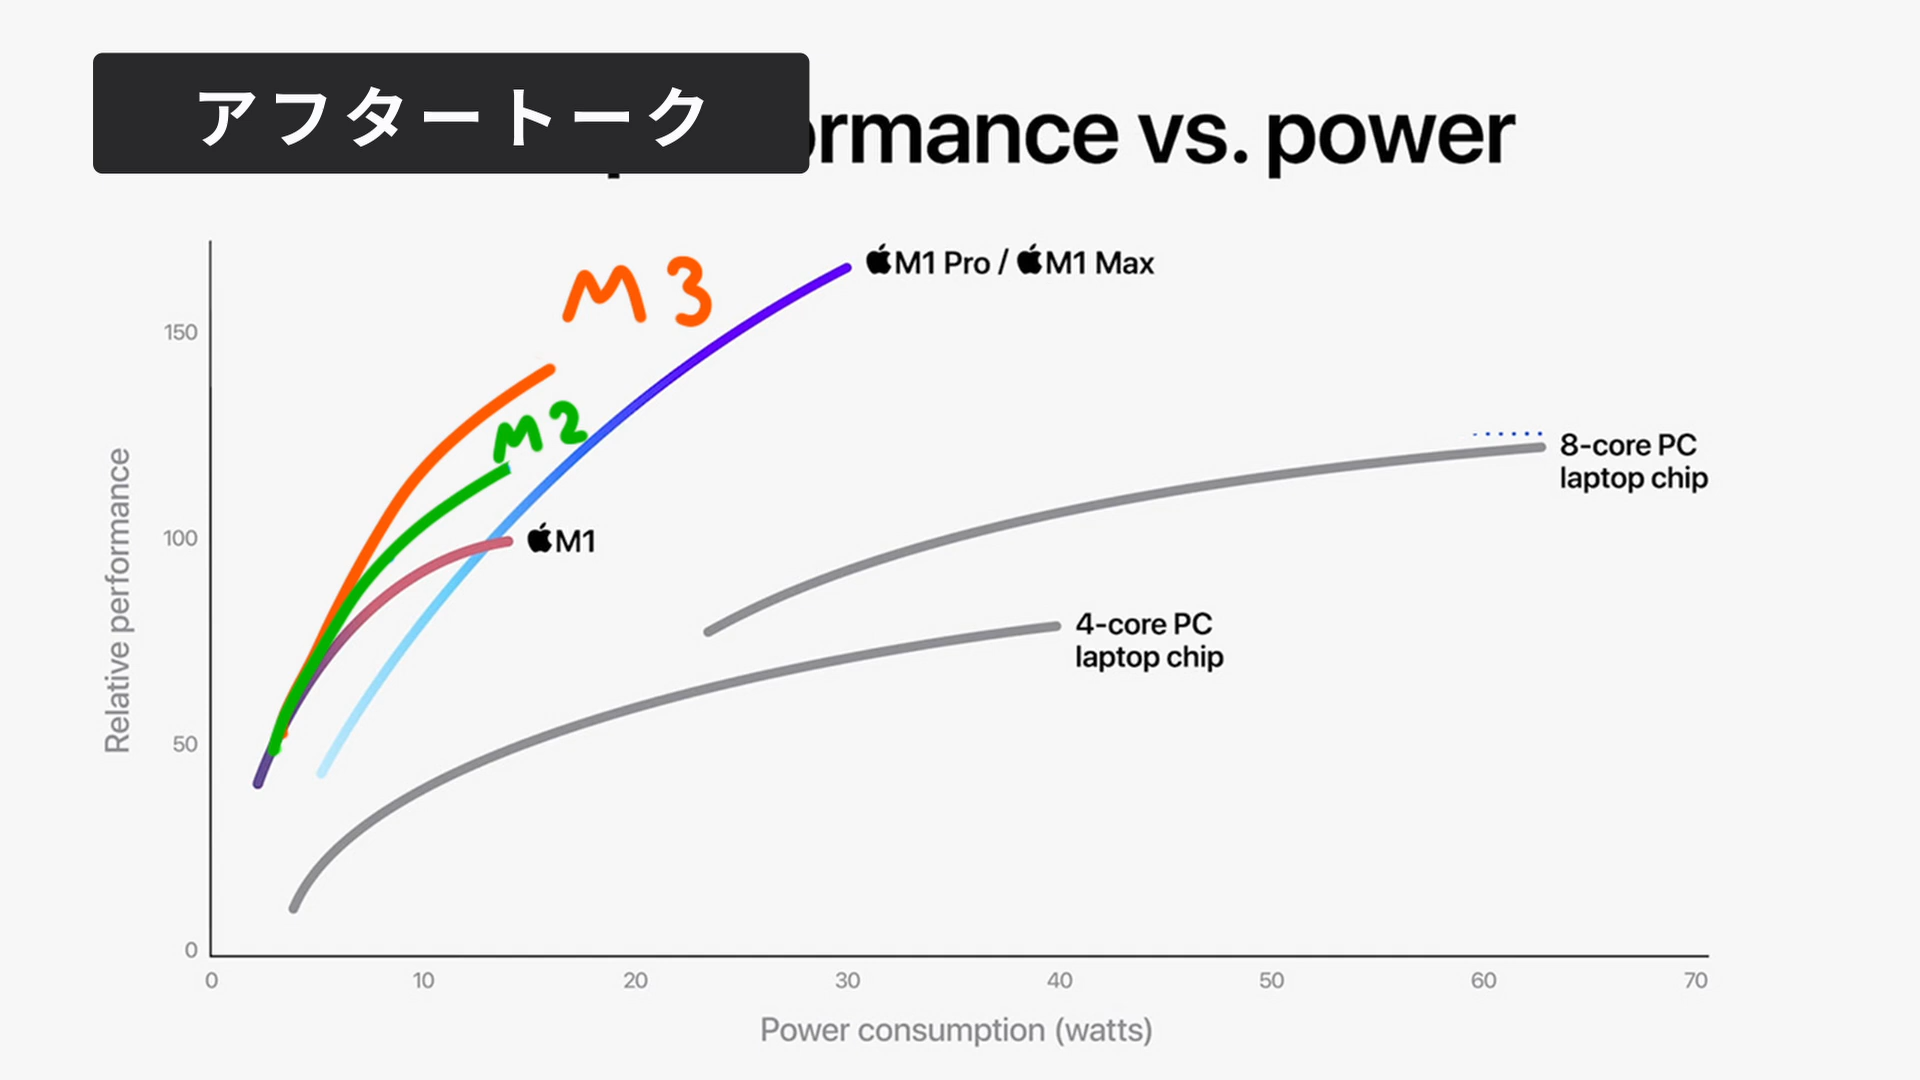 アフタートーク
vs. power
M3
M1 Pro / M1 Max
150
M2
8-core PC
laptop chip
100
M1
4-core PC
laptop chip
Relative performance
50
0
0 10 20 30 40 50 60 70
Power consumption (watts)